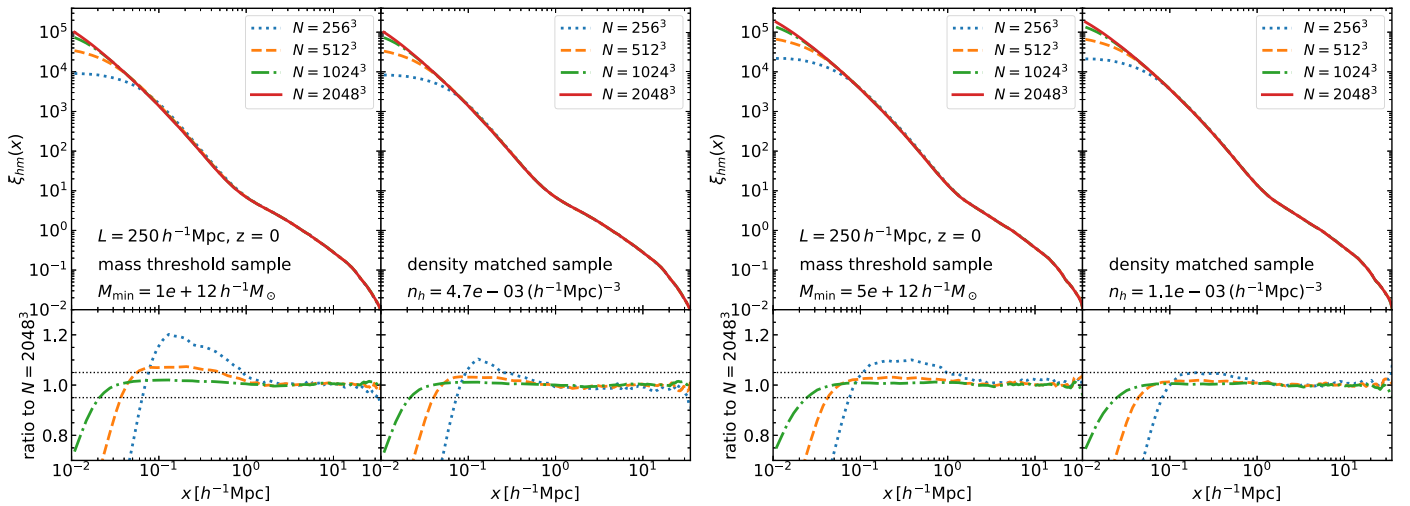 10⁵
10⁴
10³
10²
10¹
10⁰
10⁻¹
10⁻²
ξₕₘ(x)
N = 256³
N = 512³
N = 1024³
N = 2048³
L = 250 h⁻¹Mpc, z = 0
mass threshold sample
M_min = 1e + 12 h⁻¹M_⊙
N = 256³
N = 512³
N = 1024³
N = 2048³
density matched sample
nₕ = 4.7e − 03 (h⁻¹Mpc)⁻³
1.2
1.0
0.8
ratio to N = 2048³
10⁻² 10⁻¹ 10⁰ 10¹
x [h⁻¹Mpc]
10⁻² 10⁻¹ 10⁰ 10¹
x [h⁻¹Mpc]
10⁵
10⁴
10³
10²
10¹
10⁰
10⁻¹
10⁻²
ξₕₘ(x)
N = 256³
N = 512³
N = 1024³
N = 2048³
L = 250 h⁻¹Mpc, z = 0
mass threshold sample
M_min = 5e + 12 h⁻¹M_⊙
N = 256³
N = 512³
N = 1024³
N = 2048³
density matched sample
nₕ = 1.1e − 03 (h⁻¹Mpc)⁻³
1.2
1.0
0.8
ratio to N = 2048³
10⁻² 10⁻¹ 10⁰ 10¹
x [h⁻¹Mpc]
10⁻² 10⁻¹ 10⁰ 10¹
x [h⁻¹Mpc]